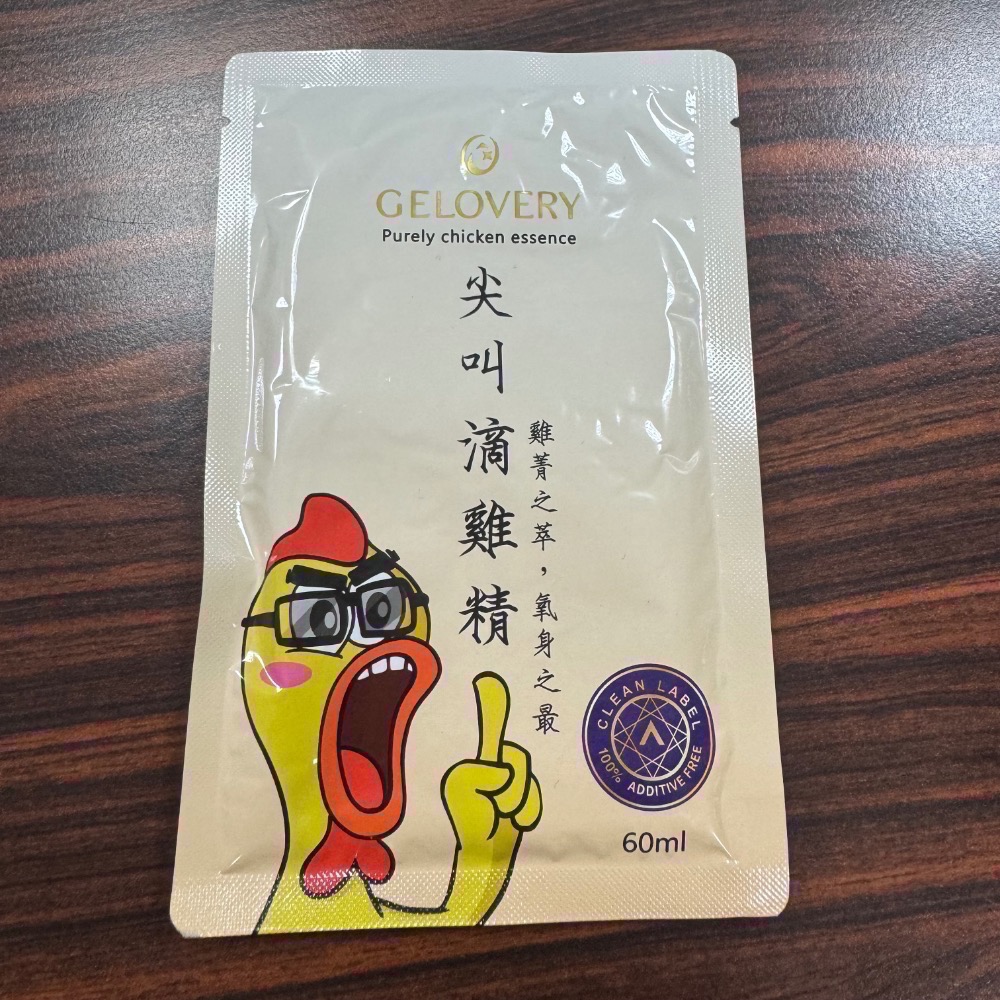 GELOVERY
Purely chicken essence
尖叫滴雞精
雞菁之萃，氧身之最
CLEAN LABEL
100% ADDITIVE FREE
60ml